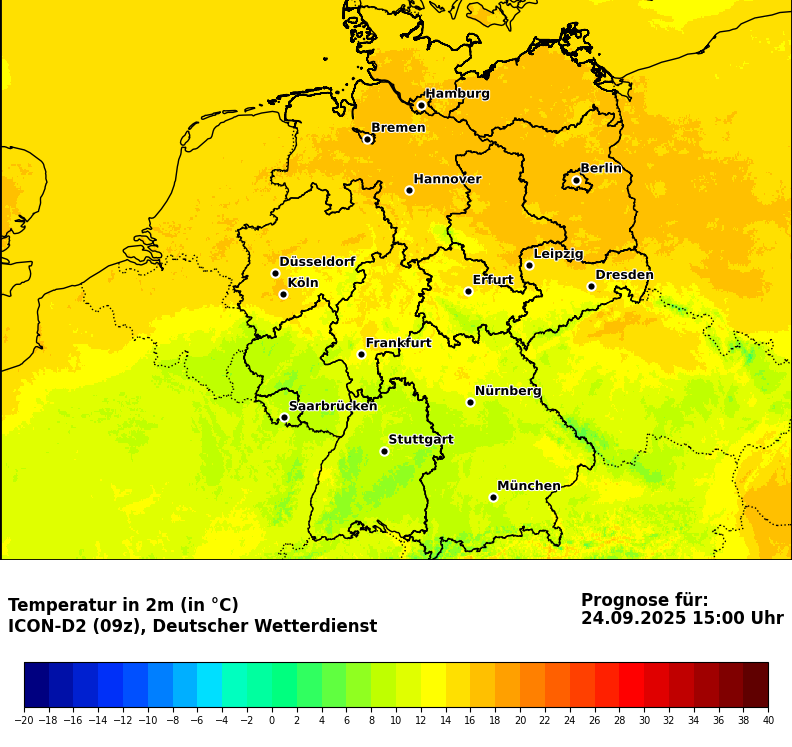 Hamburg
Bremen
Berlin
Hannover
Leipzig
Düsseldorf
Dresden
Köln
Erfurt
Frankfurt
Nürnberg
Saarbrücken
Stuttgart
München
Temperatur in 2m (in °C)
ICON-D2 (09z), Deutscher Wetterdienst
Prognose für:
24.09.2025 15:00 Uhr
−20 −18 −16 −14 −12 −10 −8 −6 −4 −2 0 2 4 6 8 10 12 14 16 18 20 22 24 26 28 30 32 34 36 38 40